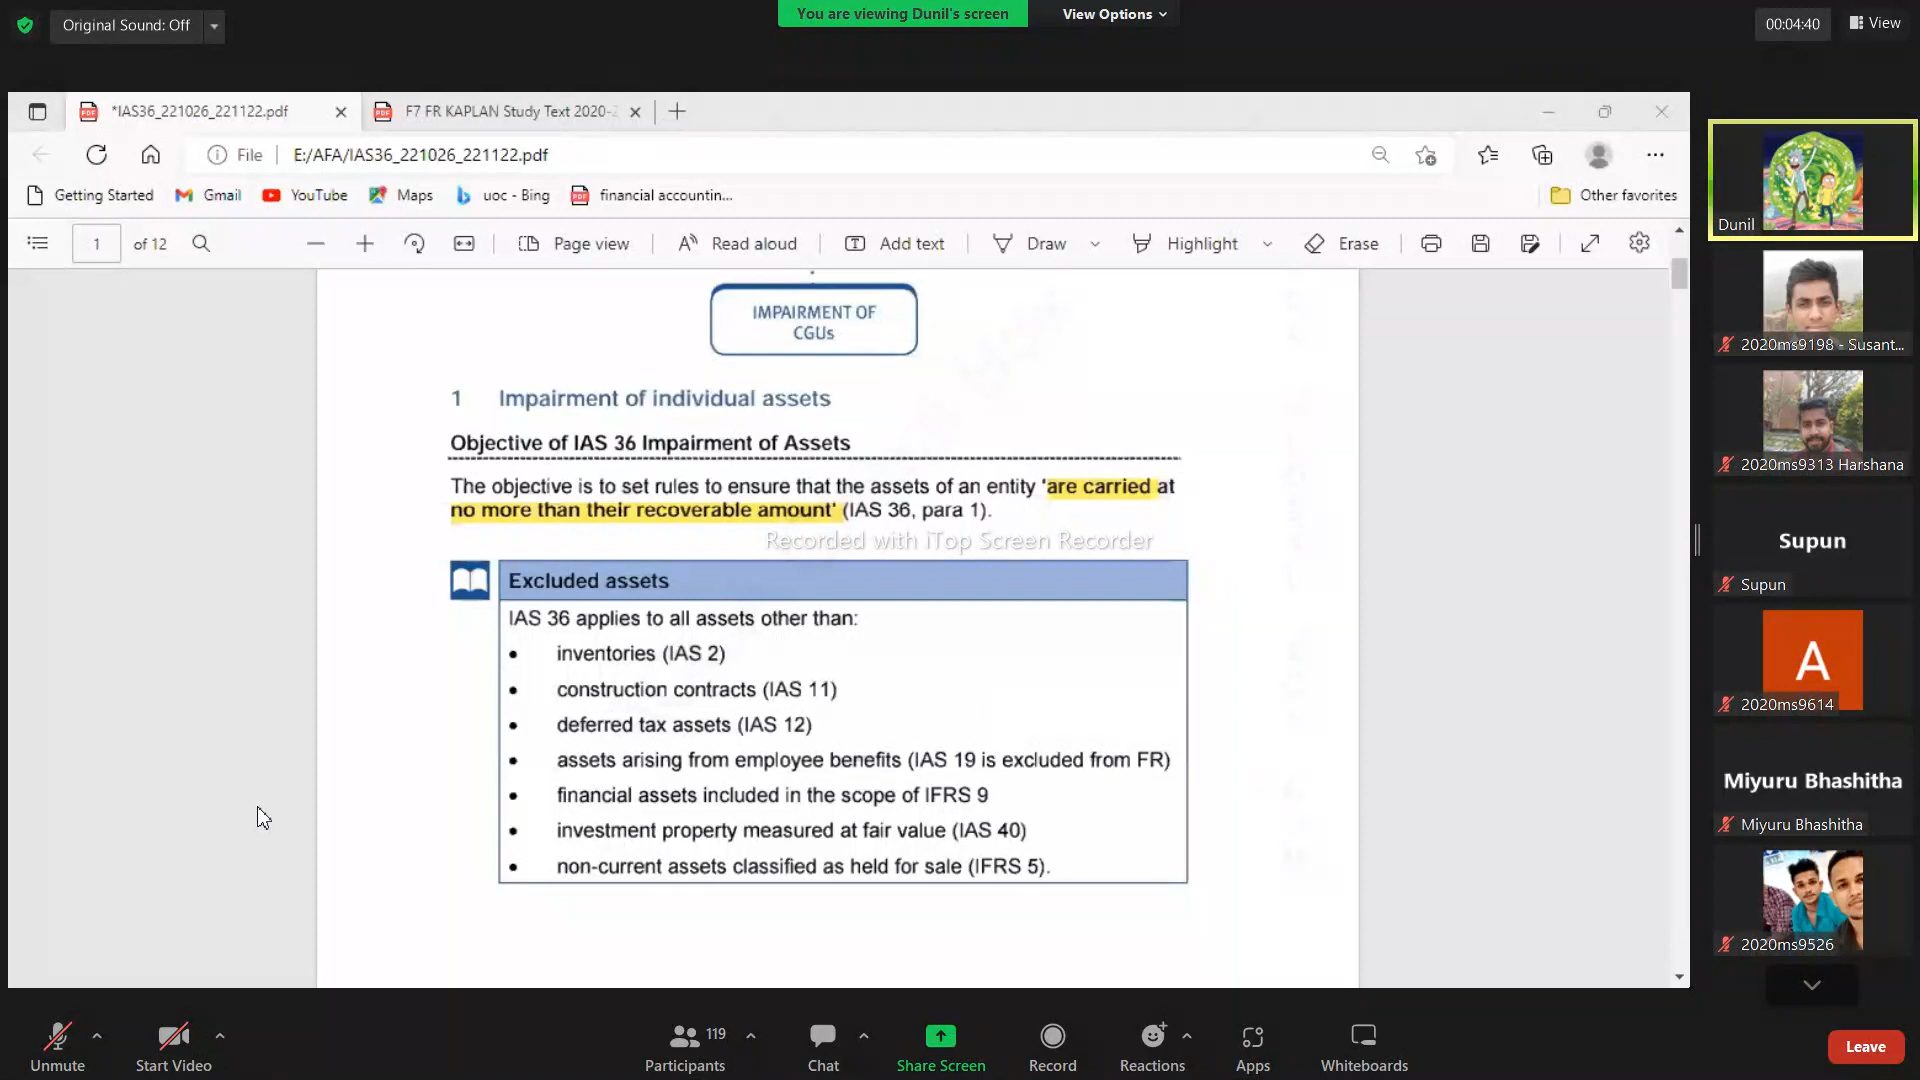 Original Sound: Off
You are viewing Dunil's screen
View Options
00:04:40
View
*IAS36_221026_221122.pdf
F7 FR KAPLAN Study Text 2020-
File
E:/AFA/IAS36_221026_221122.pdf
Getting Started
Gmail
YouTube
Maps
uoc - Bing
financial accountin...
Other favorites
1
of 12
Page view
Read aloud
Add text
Draw
Highlight
Erase
IMPAIRMENT OF
CGUs
1 Impairment of individual assets
Objective of IAS 36 Impairment of Assets
The objective is to set rules to ensure that the assets of an entity 'are carried at
no more than their recoverable amount' (IAS 36, para 1).
Recorded with iTop Screen Recorder
Excluded assets
IAS 36 applies to all assets other than:
• inventories (IAS 2)
• construction contracts (IAS 11)
• deferred tax assets (IAS 12)
• assets arising from employee benefits (IAS 19 is excluded from FR)
• financial assets included in the scope of IFRS 9
• investment property measured at fair value (IAS 40)
• non-current assets classified as held for sale (IFRS 5).
Dunil
2020ms9198 - Susant...
2020ms9313 Harshana
Supun
Supun
A
2020ms9614
Miyuru Bhashitha
Miyuru Bhashitha
2020ms9526
Unmute
Start Video
119
Participants
Chat
Share Screen
Record
Reactions
Apps
Whiteboards
Leave